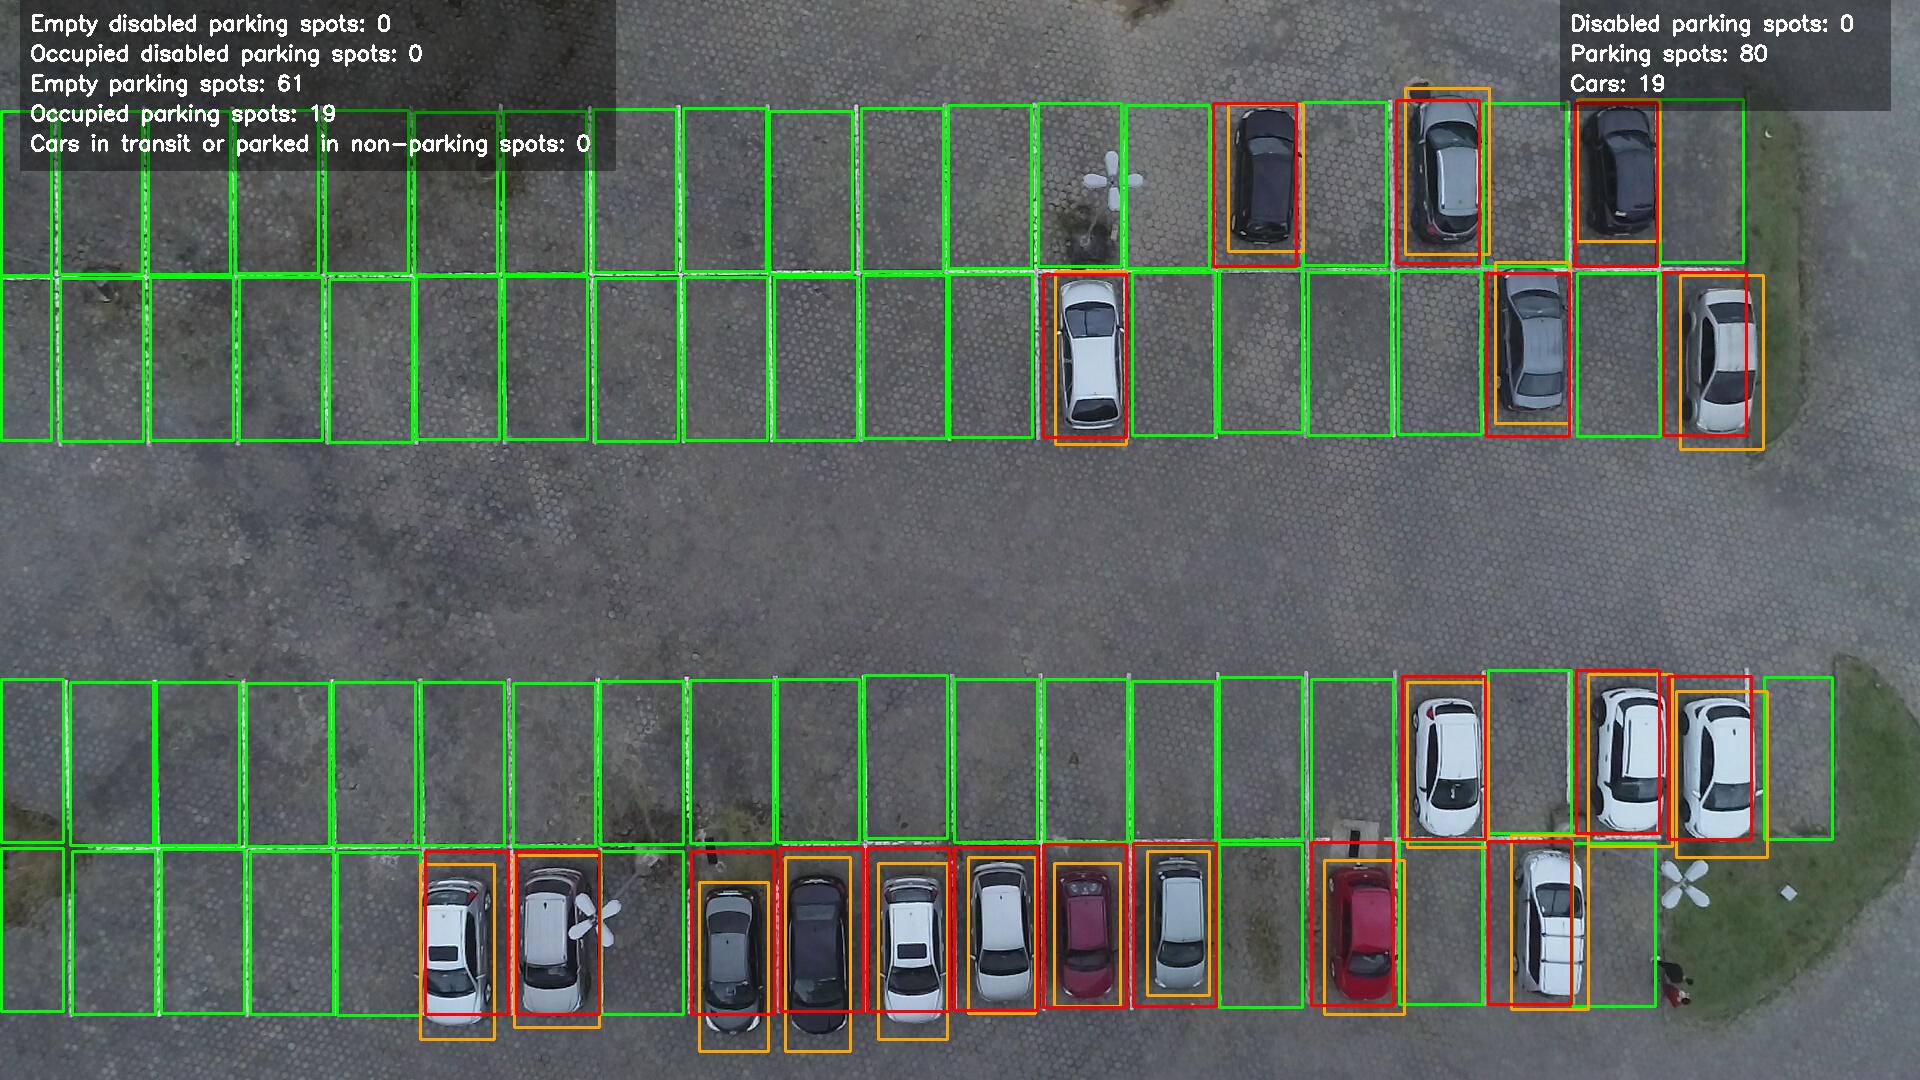 Empty disabled parking spots: 0
Occupied disabled parking spots: 0
Empty parking spots: 61
Occupied parking spots: 19
Cars in transit or parked in non-parking spots: 0
Disabled parking spots: 0
Parking spots: 80
Cars: 19